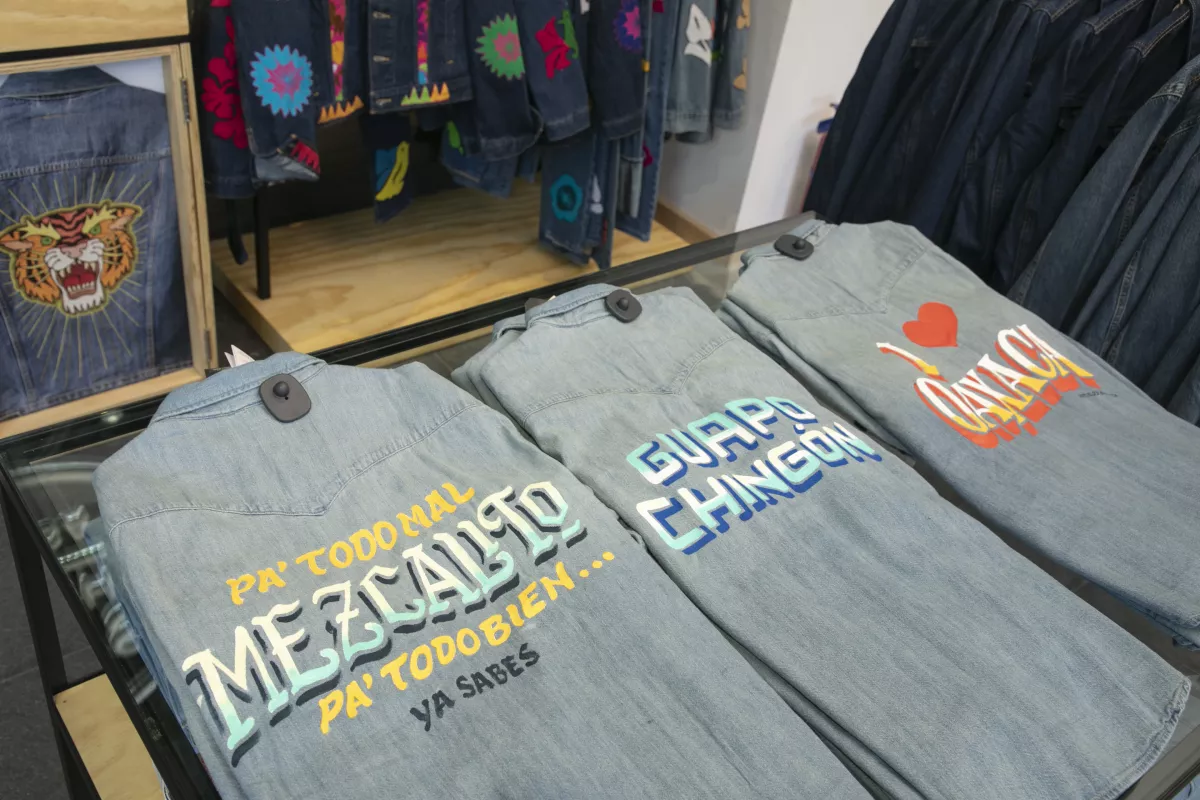 PA' TODO MAL
MEZCALITO
PA' TODO BIEN...
YA SABES
GUAPO
CHINGÓN
I
OAXACA